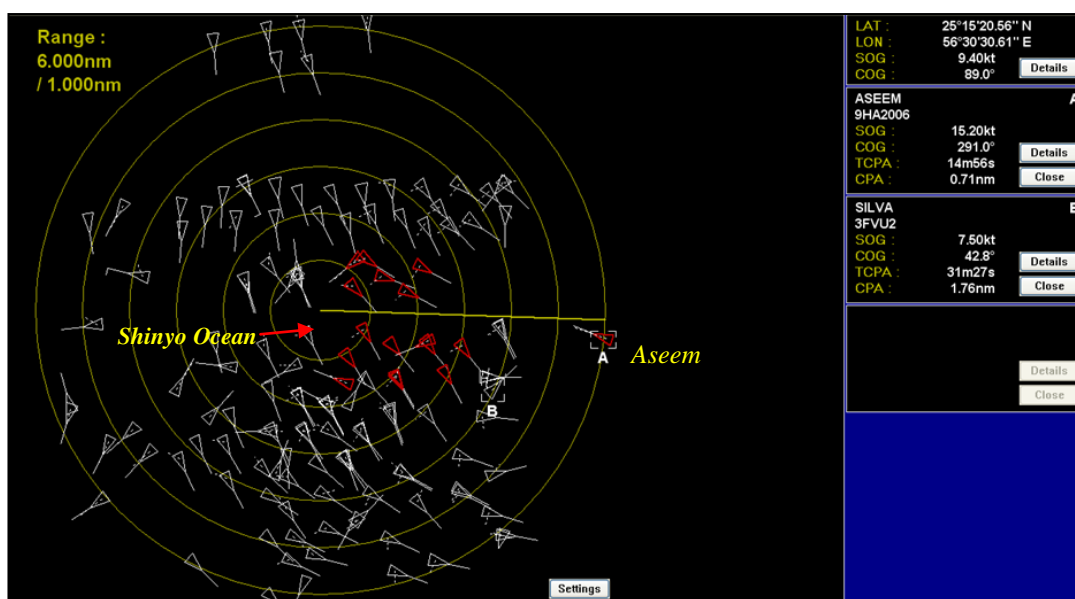 Range :
6.000nm
/ 1.000nm
Shinyo Ocean
Aseem
A
B
Settings
LAT : 25°15'20.56'' N
LON : 56°30'30.61'' E
SOG : 9.40kt
COG : 89.0°
Details
ASEEM A
9HA2006
SOG : 15.20kt
COG : 291.0°
TCPA : 14m56s
CPA : 0.71nm
Details
Close
SILVA
3FVU2
SOG : 7.50kt
COG : 42.8°
TCPA : 31m27s
CPA : 1.76nm
Details
Close
Details
Close